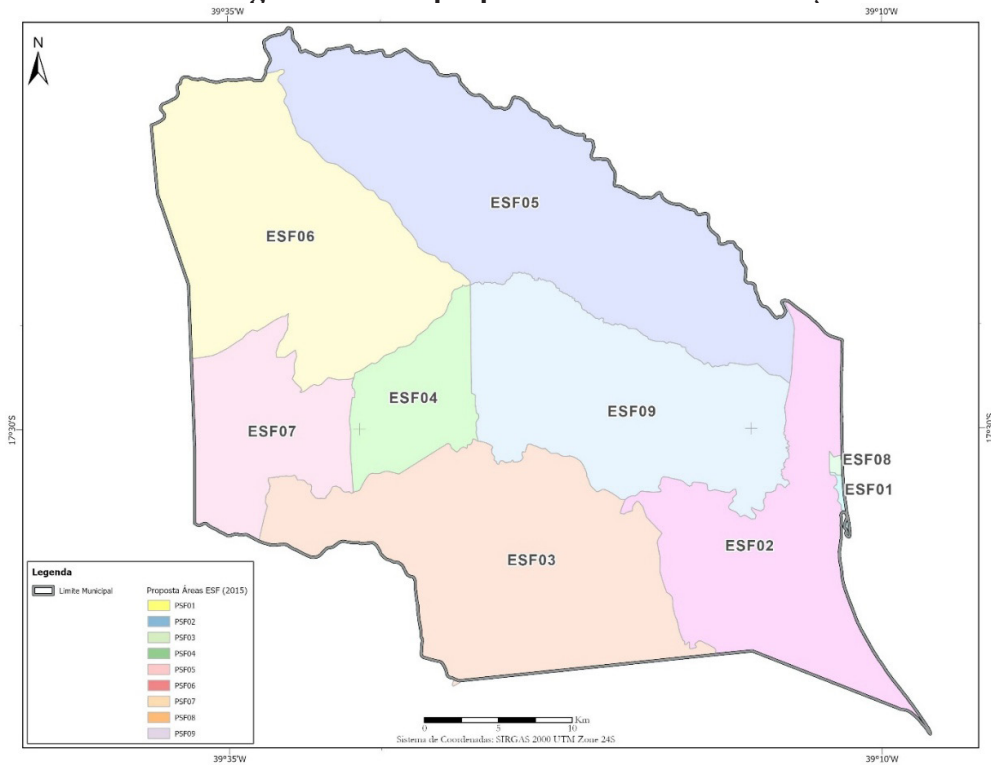 39°35'W 39°10'W
N
ESF05
ESF06
ESF04
ESF09
ESF07
17°30'S 17°30'S
ESF08
ESF01
ESF02
ESF03
Legenda
Limite Municipal
Proposta Áreas ESF (2015)
PSF01
PSF02
PSF03
PSF04
PSF05
PSF06
PSF07
PSF08
PSF09
Km
0 5 10
Sistema de Coordenadas: SIRGAS 2000 UTM Zone 24S
39°35'W 39°10'W